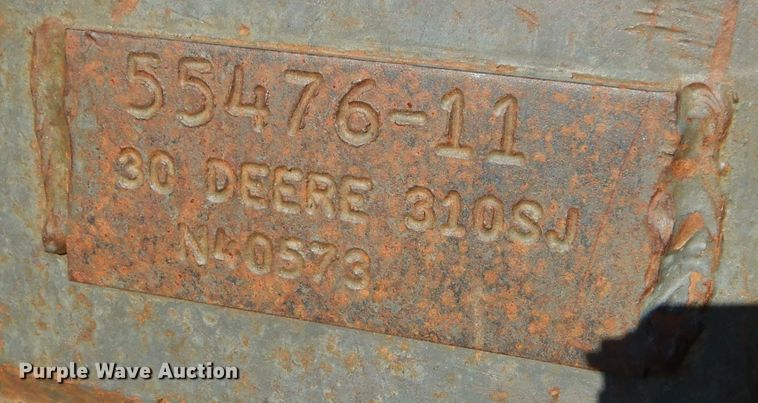 55476-11
30 DEERE 310SJ
N40573
Purple Wave Auction®